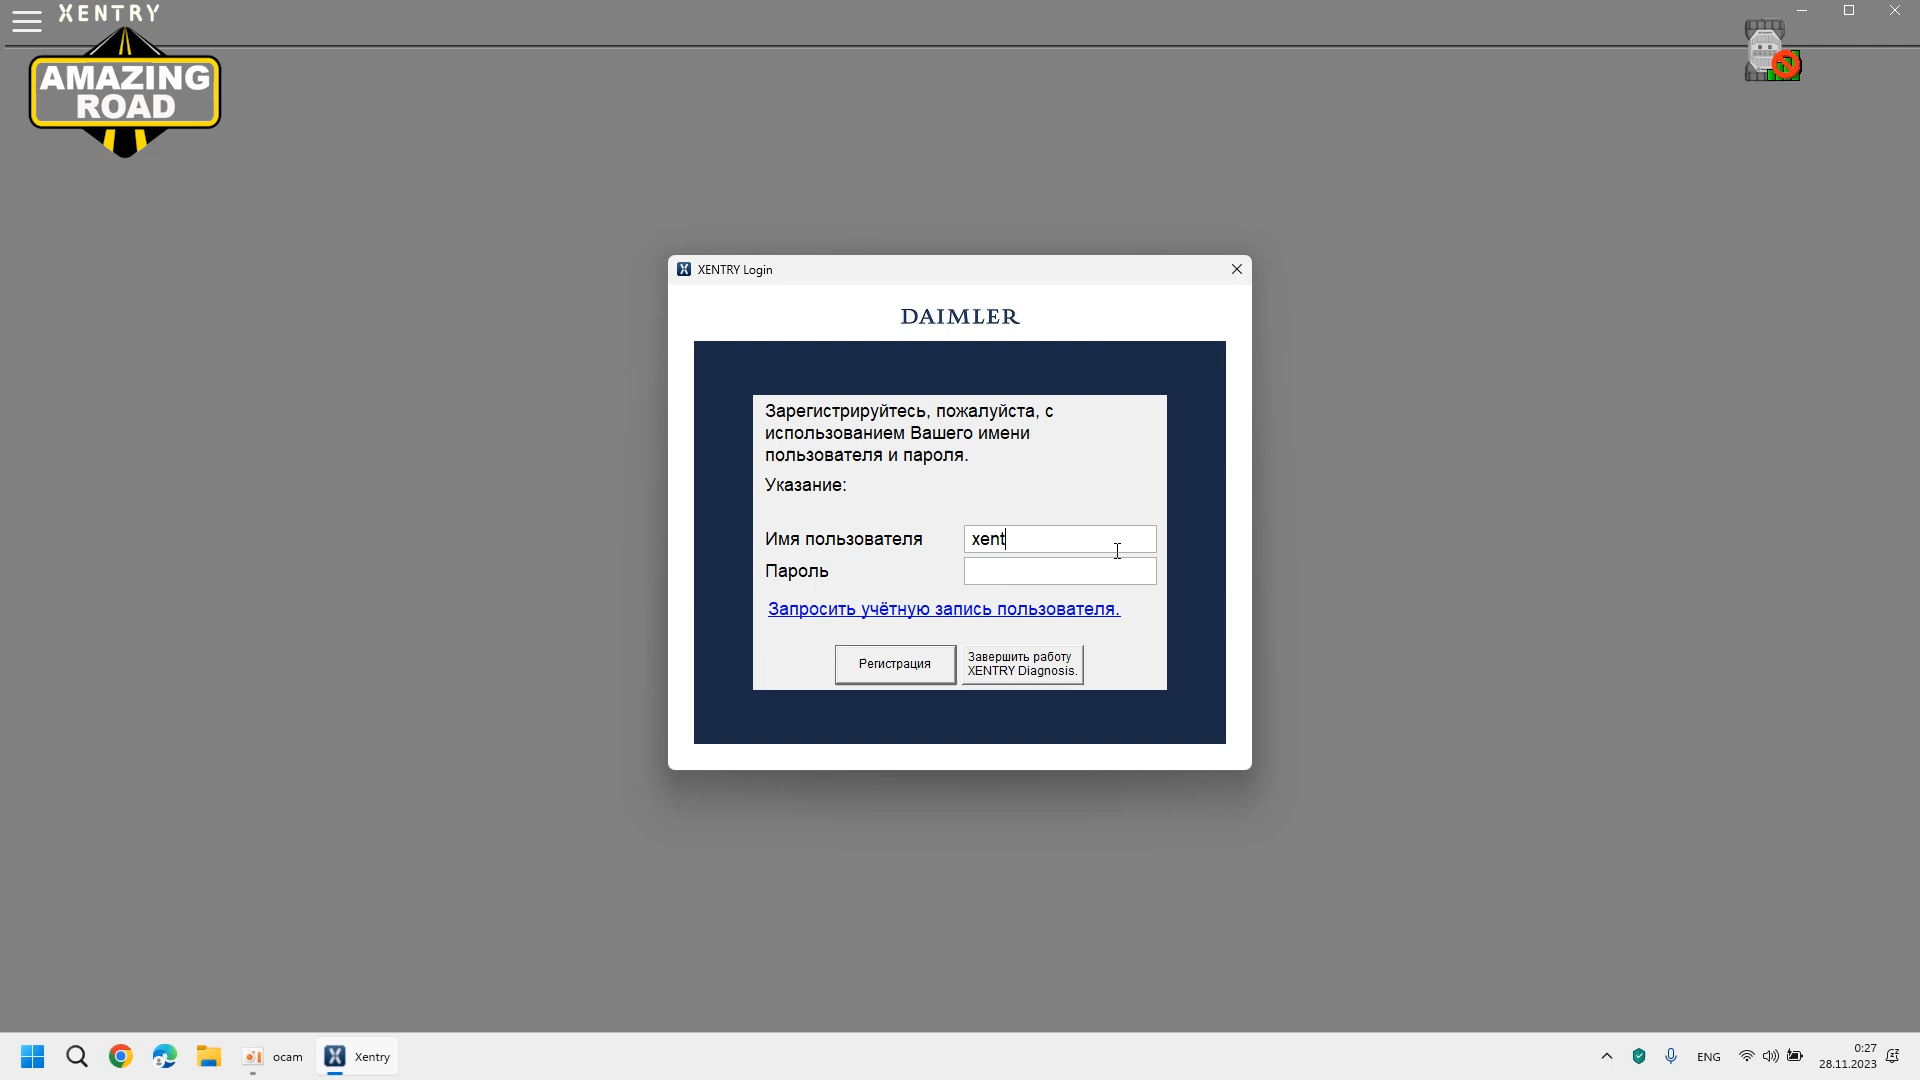 XENTRY
AMAZING
ROAD
XENTRY Login
DAIMLER
Зарегистрируйтесь, пожалуйста, с
использованием Вашего имени
пользователя и пароля.
Указание:
Имя пользователя
xent
Пароль
Запросить учётную запись пользователя.
Регистрация
Завершить работу
XENTRY Diagnosis.
ocam
Xentry
ENG
0:27
28.11.2023